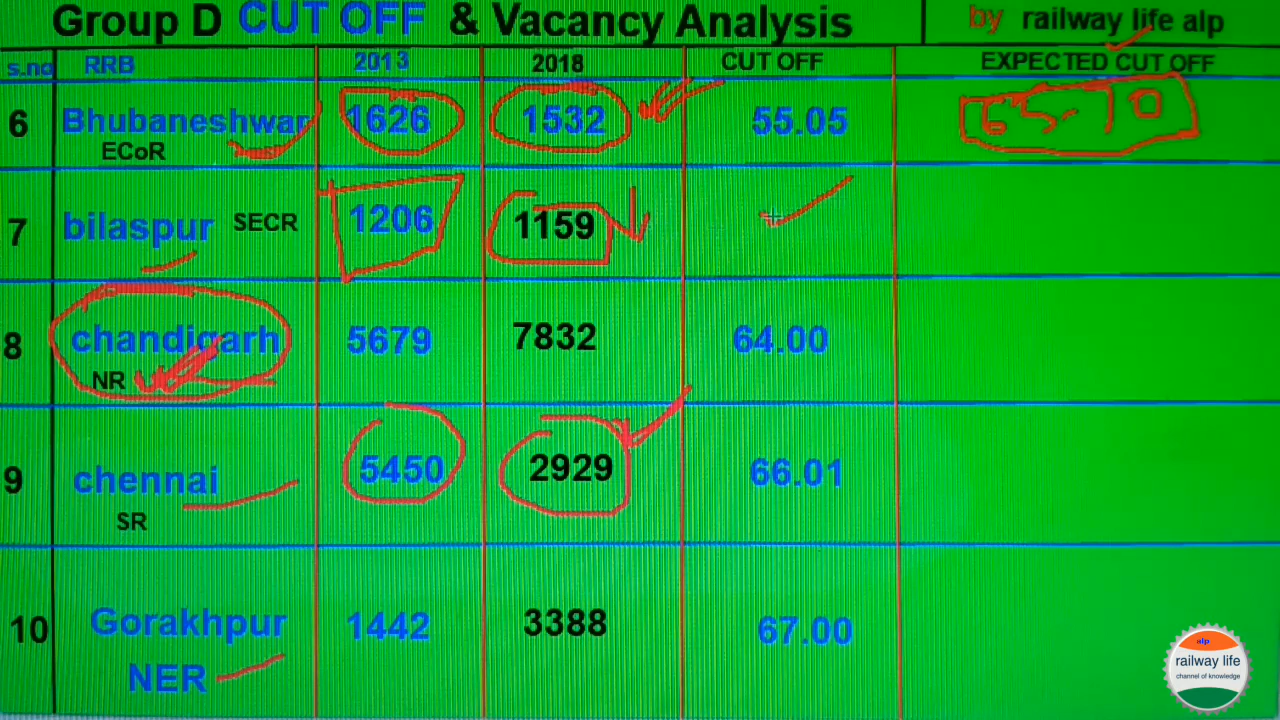 Group D CUT OFF & Vacancy Analysis by railway life alp
s.no RRB 2013 2018 CUT OFF EXPECTED CUT OFF
6 Bhubaneshwar 1626 1532 55.05 65-70
ECoR
7 bilaspur SECR 1206 1159
8 chandigarh 5679 7832 64.00
NR
9 chennai 5450 2929 66.01
SR
10 Gorakhpur 1442 3388 67.00
NER
alp
railway life
channel of knowledge